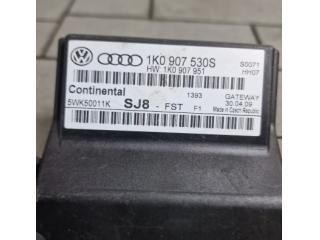 1K0 907 530S S0071
HW 1K0 907 951 HH07
Continental 1393 GATEWAY
5WK50011K SJ8 - FST F1 30.04.09
Made in Czech Republic